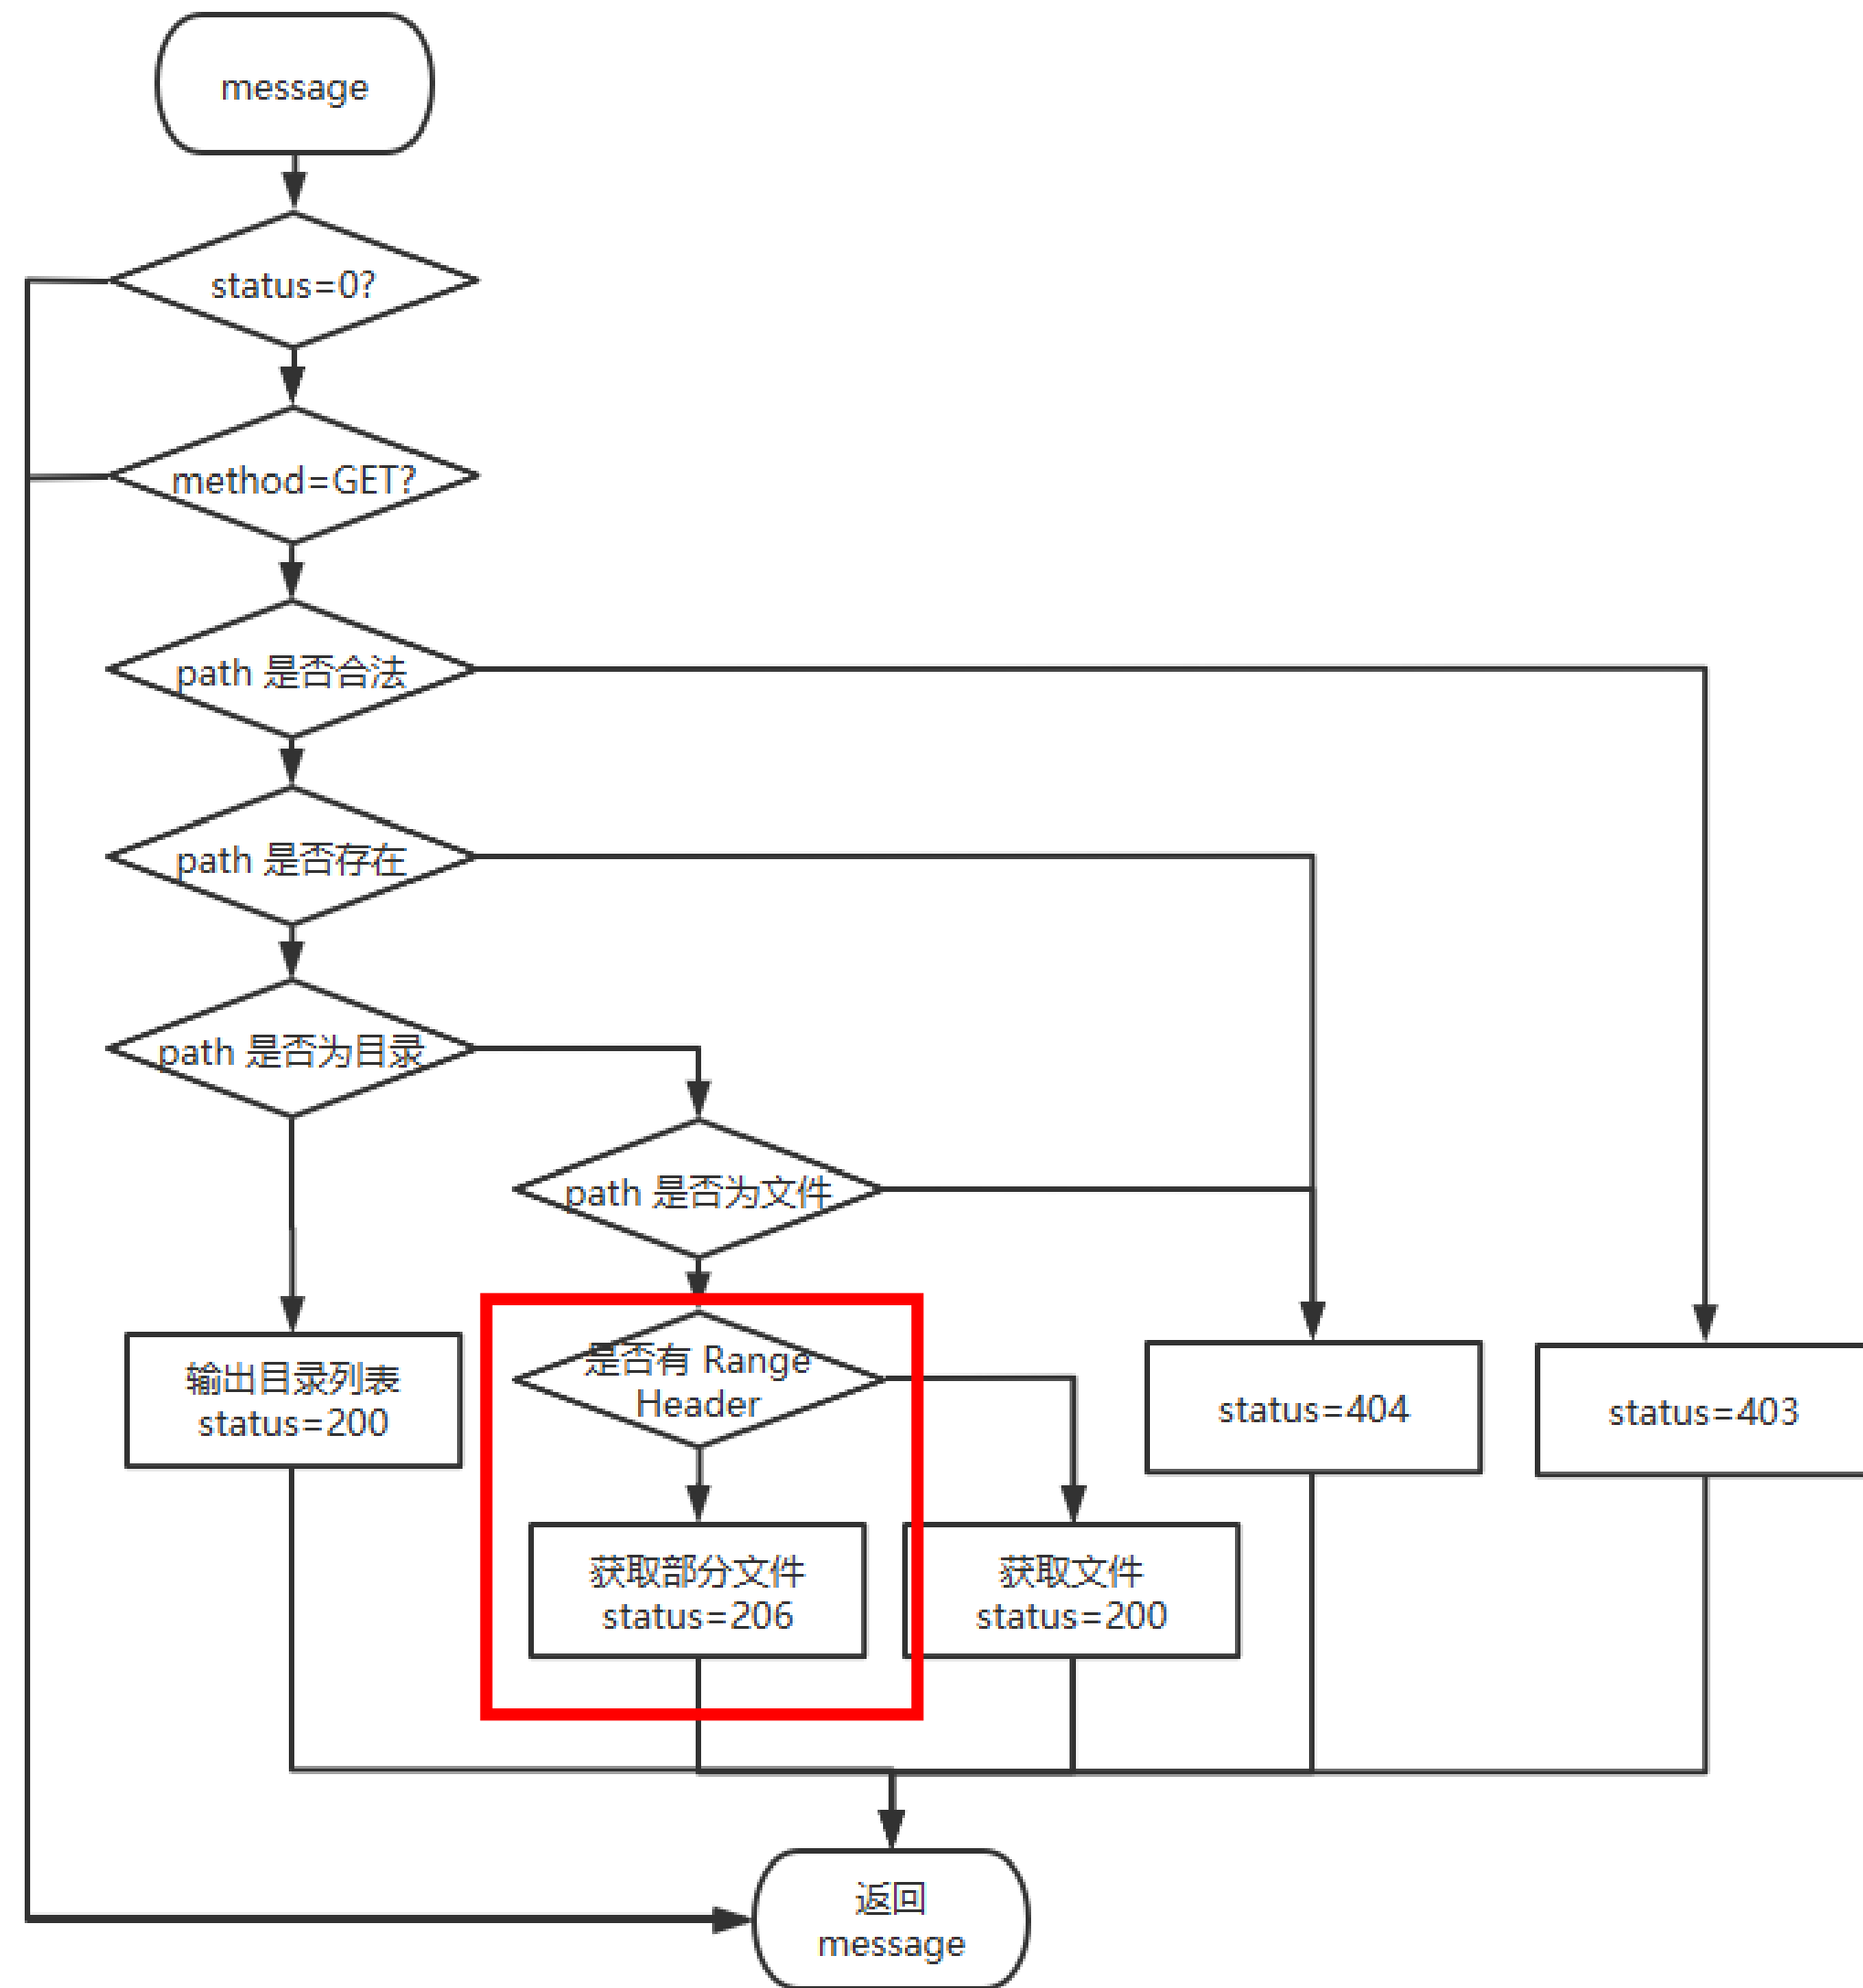 message
status=0?
method=GET?
path 是否合法
path 是否存在
path 是否为目录
path 是否为文件
是否有 Range
Header
输出目录列表
status=200
status=404
status=403
获取部分文件
status=206
获取文件
status=200
返回
message